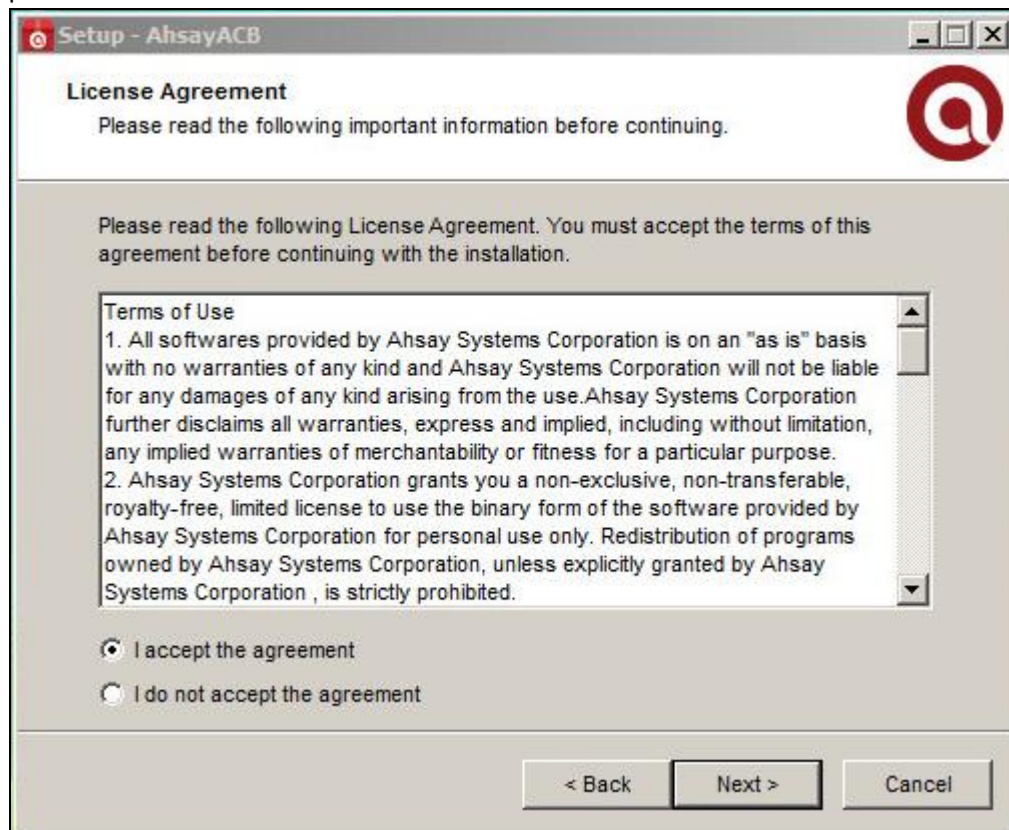 Setup - AhsayACB
License Agreement
Please read the following important information before continuing.
Please read the following License Agreement. You must accept the terms of this
agreement before continuing with the installation.
Terms of Use
1. All softwares provided by Ahsay Systems Corporation is on an "as is" basis
with no warranties of any kind and Ahsay Systems Corporation will not be liable
for any damages of any kind arising from the use.Ahsay Systems Corporation
further disclaims all warranties, express and implied, including without limitation,
any implied warranties of merchantability or fitness for a particular purpose.
2. Ahsay Systems Corporation grants you a non-exclusive, non-transferable,
royalty-free, limited license to use the binary form of the software provided by
Ahsay Systems Corporation for personal use only. Redistribution of programs
owned by Ahsay Systems Corporation, unless explicitly granted by Ahsay
Systems Corporation , is strictly prohibited.
I accept the agreement
I do not accept the agreement
< Back Next > Cancel